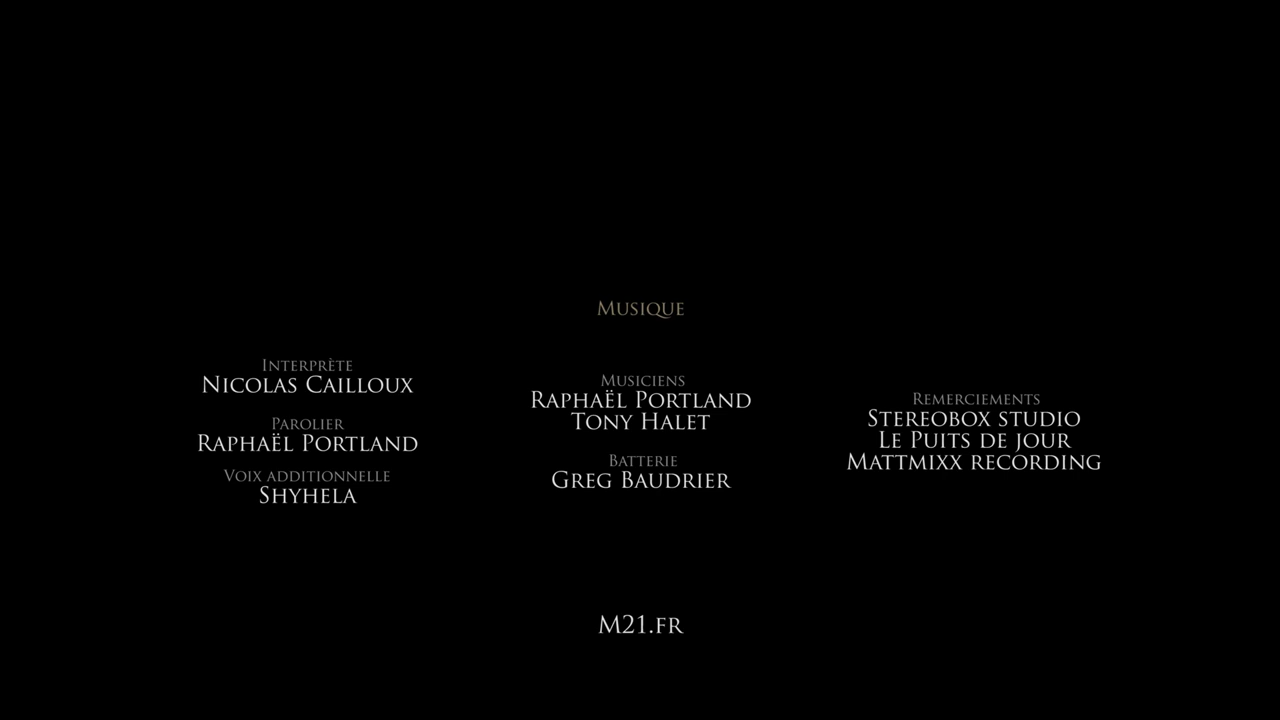 Musique
Interprète
Nicolas Cailloux
Parolier
Raphaël Portland
Voix additionnelle
Shyhela
Musiciens
Raphaël Portland
Tony Halet
Batterie
Greg Baudrier
Remerciements
Stereobox studio
Le Puits de jour
Mattmixx recording
M21.fr